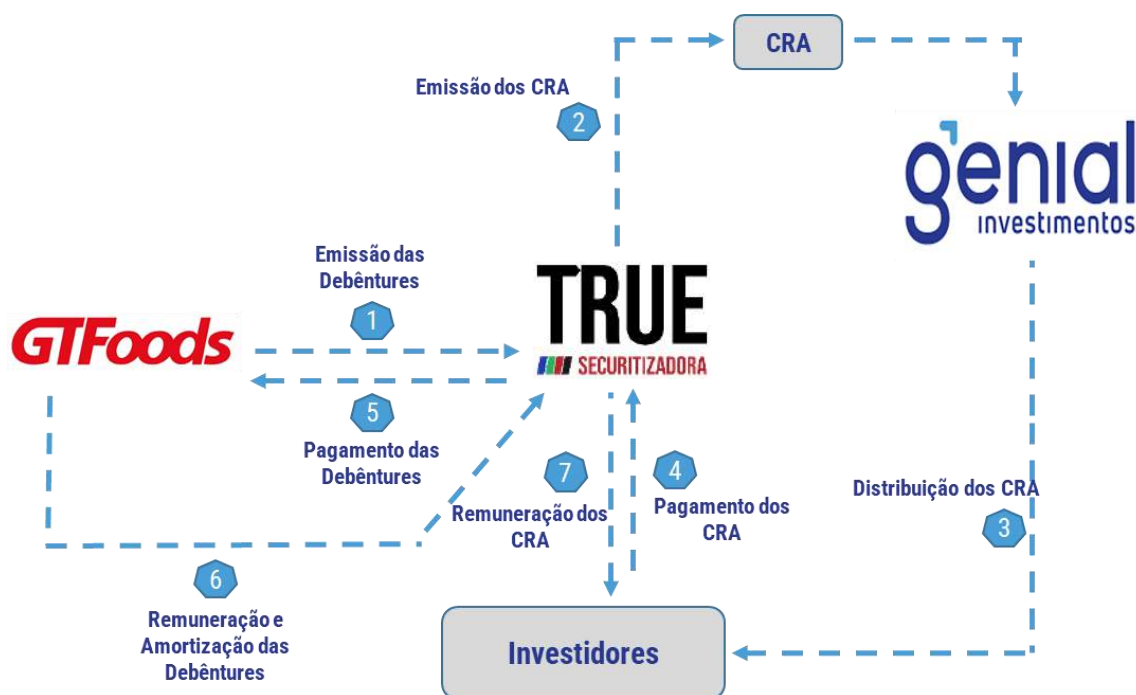 CRA
Emissão dos CRA
2
genial
investimentos
Emissão das
Debêntures
1
TRUE
SECURITIZADORA
GTFoods
5
Pagamento das
Debêntures
7
Remuneração dos
CRA
4
Pagamento dos
CRA
Distribuição dos CRA
3
6
Remuneração e
Amortização das
Debêntures
Investidores